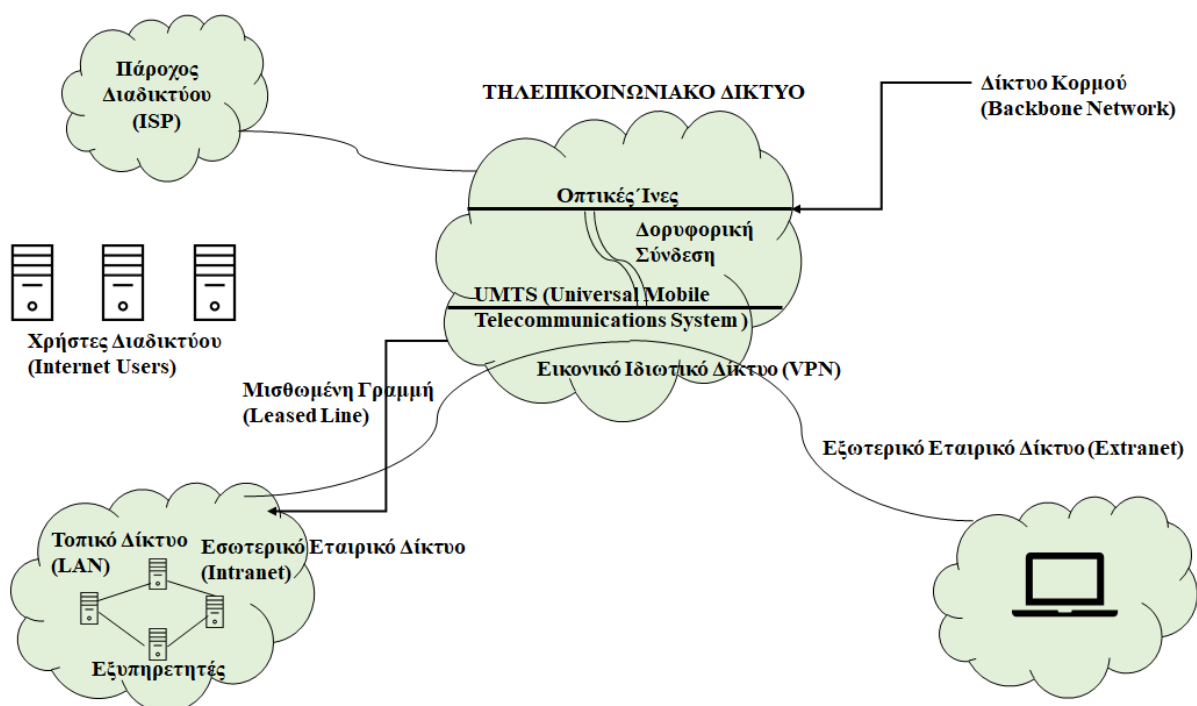 Πάροχος
Διαδικτύου
(ISP)
ΤΗΛΕΠΙΚΟΙΝΩΝΙΑΚΟ ΔΙΚΤΥΟ
Δίκτυο Κορμού
(Backbone Network)
Οπτικές Ίνες
Δορυφορική
Σύνδεση
UMTS (Universal Mobile
Telecommunications System )
Χρήστες Διαδικτύου
(Internet Users)
Εικονικό Ιδιωτικό Δίκτυο (VPN)
Μισθωμένη Γραμμή
(Leased Line)
Εξωτερικό Εταιρικό Δίκτυο (Extranet)
Τοπικό Δίκτυο
(LAN)
Εσωτερικό Εταιρικό Δίκτυο
(Intranet)
Εξυπηρετητές